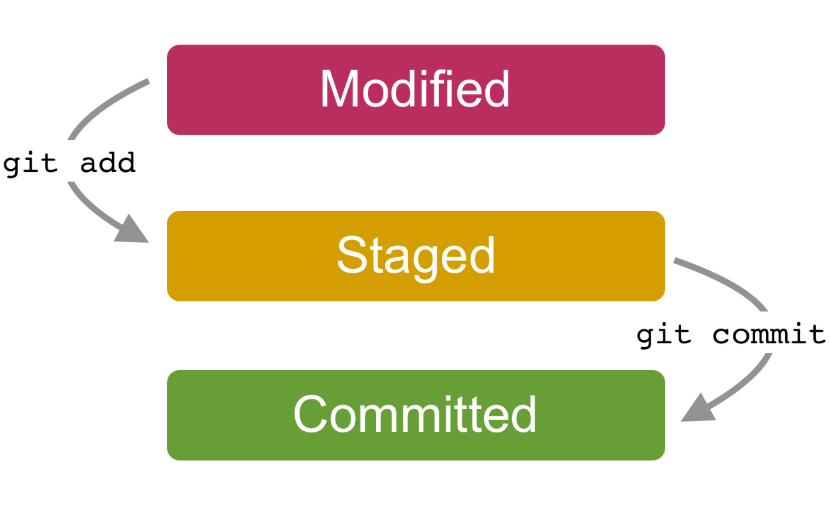 Modified
git add
Staged
git commit
Committed